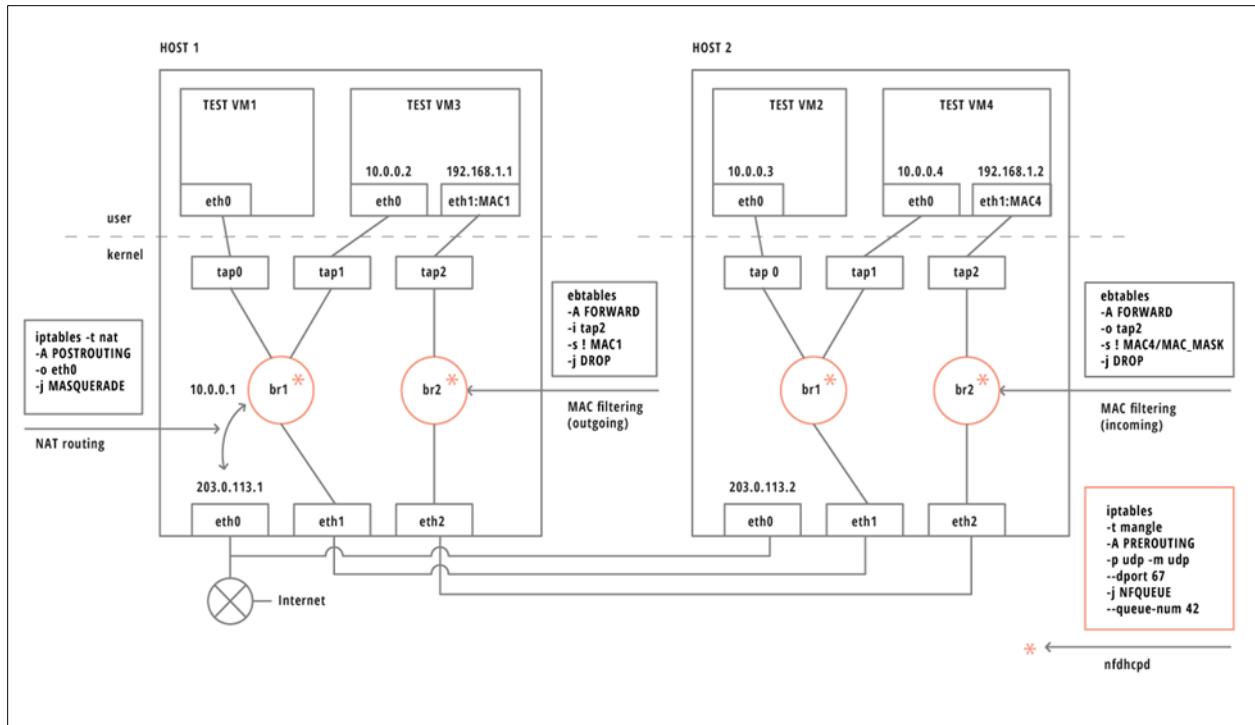 HOST 1
HOST 2
TEST VM1
TEST VM3
TEST VM2
TEST VM4
10.0.0.2
192.168.1.1
10.0.0.3
10.0.0.4
192.168.1.2
eth0
eth0
eth1:MAC1
eth0
eth0
eth1:MAC4
user
kernel
tap0
tap1
tap2
tap 0
tap1
tap2
iptables -t nat
-A POSTROUTING
-o eth0
-j MASQUERADE
NAT routing
ebtables
-A FORWARD
-i tap2
-s ! MAC1
-j DROP
MAC filtering
(outgoing)
ebtables
-A FORWARD
-o tap2
-s ! MAC4/MAC_MASK
-j DROP
MAC filtering
(incoming)
10.0.0.1
br1*
br2*
br1*
br2*
203.0.113.1
203.0.113.2
eth0
eth1
eth2
eth0
eth1
eth2
Internet
iptables
-t mangle
-A PREROUTING
-p udp -m udp
--dport 67
-j NFQUEUE
--queue-num 42
*
nfdhcpd